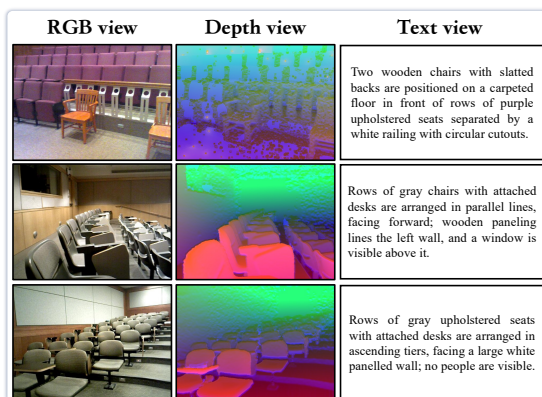 RGB view Depth view Text view
Two wooden chairs with slatted
backs are positioned on a carpeted
floor in front of rows of purple
upholstered seats separated by a
white railing with circular cutouts.
Rows of gray chairs with attached
desks are arranged in parallel lines,
facing forward; wooden paneling
lines the left wall, and a window is
visible above it.
Rows of gray upholstered seats
with attached desks are arranged in
ascending tiers, facing a large white
panelled wall; no people are visible.